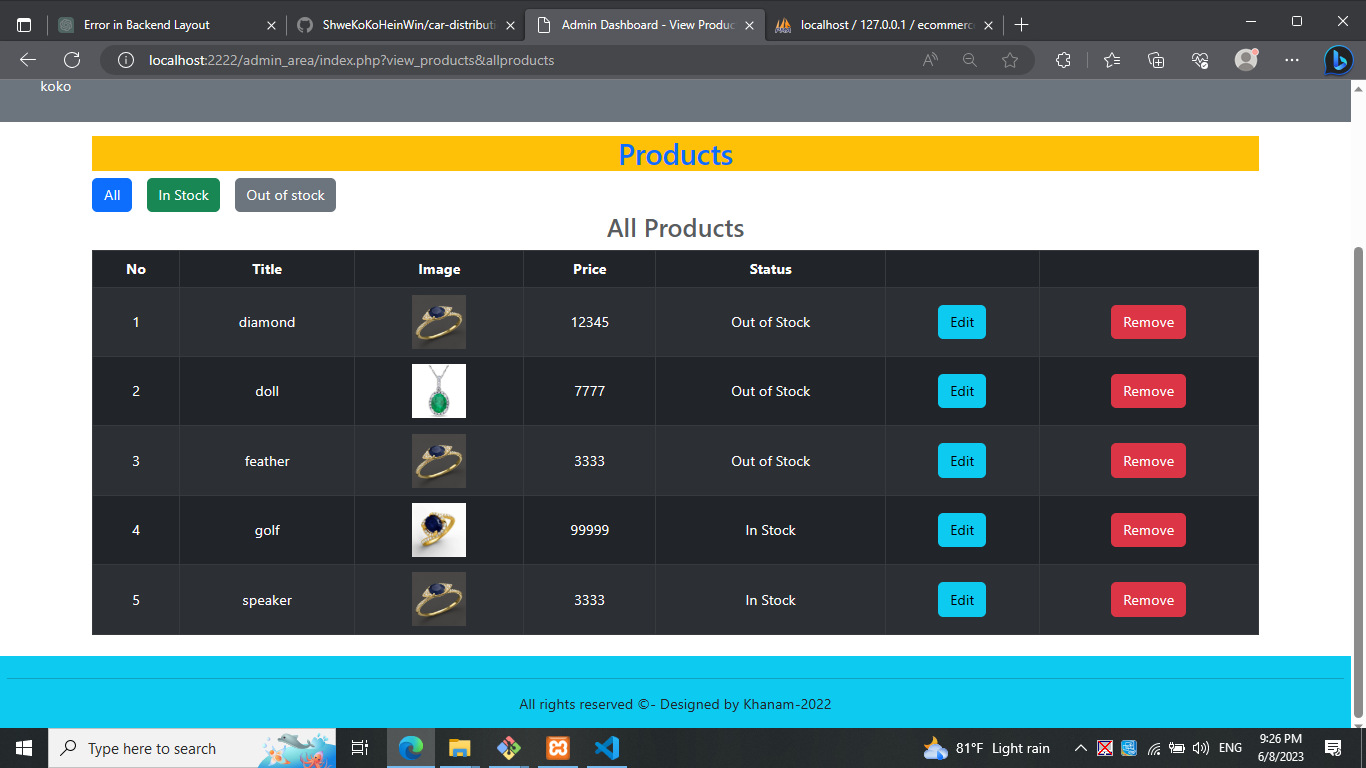 Error in Backend Layout
ShweKoKoHeinWin/car-distributi
Admin Dashboard - View Produc
localhost / 127.0.0.1 / ecommerc
localhost:2222/admin_area/index.php?view_products&allproducts
koko
Products
All In Stock Out of stock
All Products
No Title Image Price Status
1 diamond 12345 Out of Stock Edit Remove
2 doll 7777 Out of Stock Edit Remove
3 feather 3333 Out of Stock Edit Remove
4 golf 99999 In Stock Edit Remove
5 speaker 3333 In Stock Edit Remove
All rights reserved ©- Designed by Khanam-2022
Type here to search
81°F Light rain
ENG
9:26 PM
6/8/2023